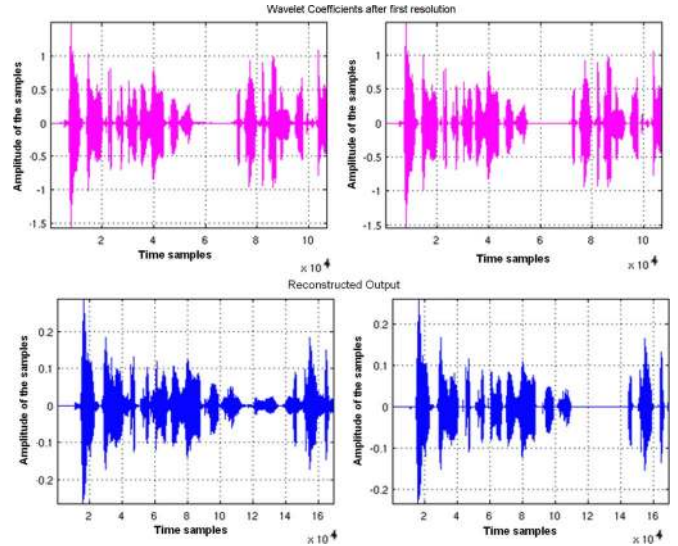 Wavelet Coefficients after first resolution
Amplitude of the samples
1
0.5
0
-0.5
-1
-1.5
2 4 6 8 10
Time samples
× 10 4
Amplitude of the samples
1
0.5
0
-0.5
-1
-1.5
2 4 6 8 10
Time samples
× 10 4
Reconstructed Output
Amplitude of the samples
0.2
0.1
0
-0.1
-0.2
2 4 6 8 10 12 14 16
Time samples
× 10 4
Amplitude of the samples
0.2
0.1
0
-0.1
-0.2
2 4 6 8 10 12 14 16
Time samples
× 10 4